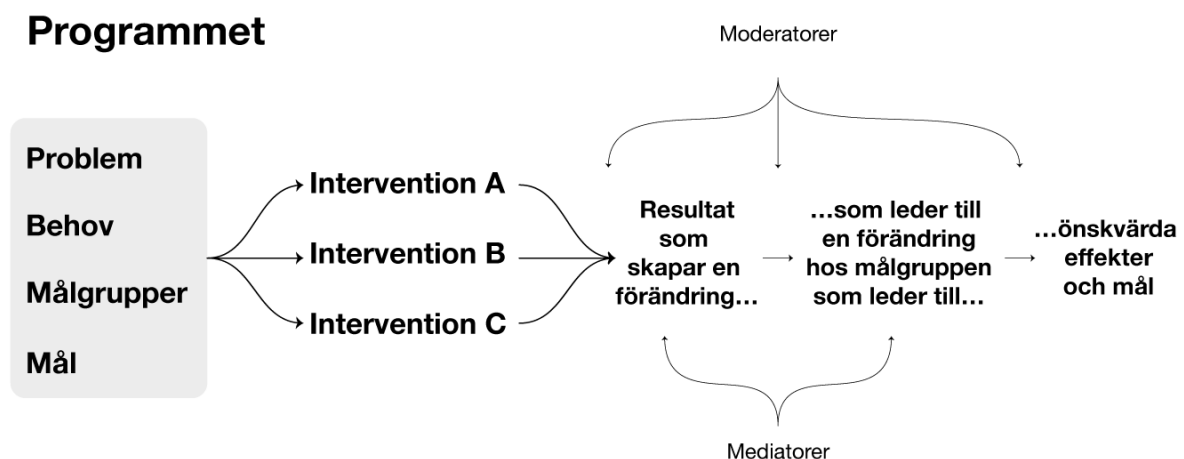 Programmet
Moderatorer
Problem
Behov
Målgrupper
Mål
Intervention A
Intervention B
Intervention C
Resultat
som
skapar en
förändring...
...som leder till
en förändring
hos målgruppen
som leder till...
...önskvärda
effekter
och mål
Mediatorer